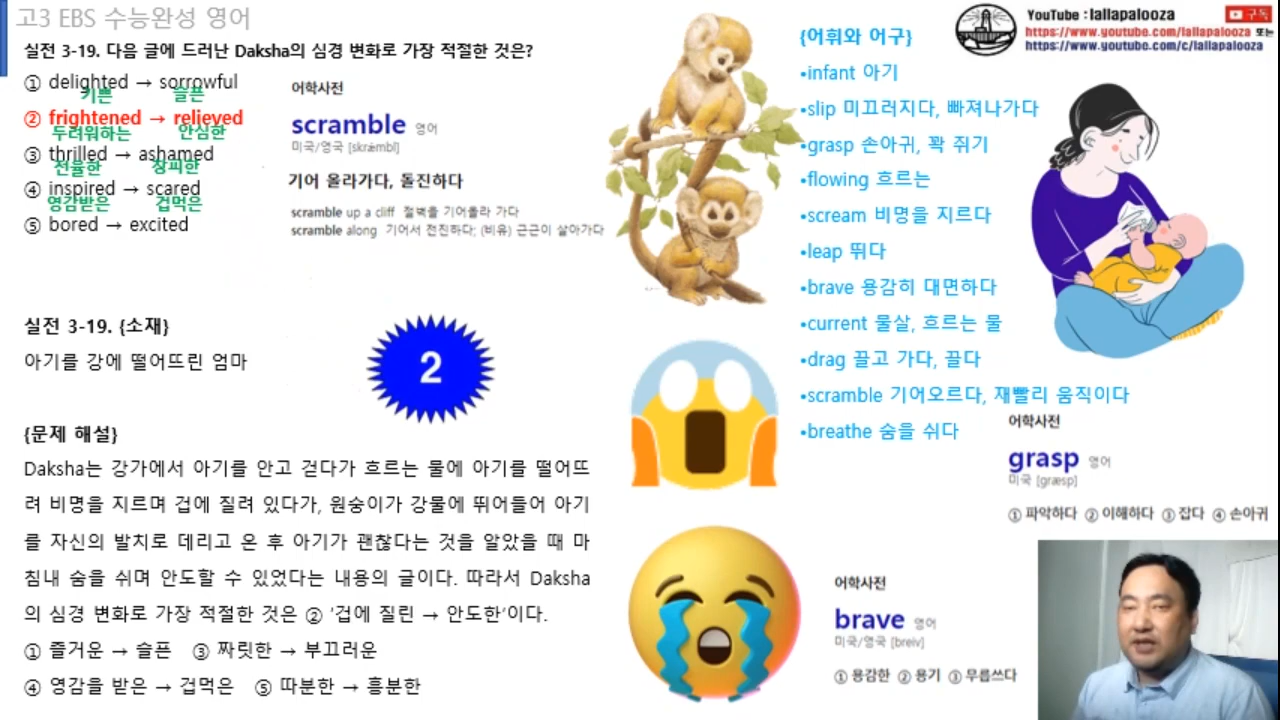 고3 EBS 수능완성 영어
실전 3-19. 다음 글에 드러난 Daksha의 심경 변화로 가장 적절한 것은?
① delighted → sorrowful
기쁜 슬픈
② frightened → relieved
두려워하는 안심한
③ thrilled → ashamed
전율한 창피한
④ inspired → scared
영감받은 겁먹은
⑤ bored → excited
어학사전
scramble 영어
미국/영국 [skrǽmbl]
기어 올라가다, 돌진하다
scramble up a cliff 절벽을 기어올라 가다
scramble along 기어서 전진하다; (비유) 근근이 살아가다
실전 3-19. {소재}
아기를 강에 떨어뜨린 엄마
2
{문제 해설}
Daksha는 강가에서 아기를 안고 걷다가 흐르는 물에 아기를 떨어뜨
려 비명을 지르며 겁에 질려 있다가, 원숭이가 강물에 뛰어들어 아기
를 자신의 발치로 데리고 온 후 아기가 괜찮다는 것을 알았을 때 마
침내 숨을 쉬며 안도할 수 있었다는 내용의 글이다. 따라서 Daksha
의 심경 변화로 가장 적절한 것은 ② '겁에 질린 → 안도한'이다.
① 즐거운 → 슬픈 ③ 짜릿한 → 부끄러운
④ 영감을 받은 → 겁먹은 ⑤ 따분한 → 흥분한
{어휘와 어구}
•infant 아기
•slip 미끄러지다, 빠져나가다
•grasp 손아귀, 꽉 쥐기
•flowing 흐르는
•scream 비명을 지르다
•leap 뛰다
•brave 용감히 대면하다
•current 물살, 흐르는 물
•drag 끌고 가다, 끌다
•scramble 기어오르다, 재빨리 움직이다
•breathe 숨을 쉬다
어학사전
grasp 영어
미국 [græsp]
① 파악하다 ② 이해하다 ③ 잡다 ④ 손아귀
어학사전
brave 영어
미국/영국 [breiv]
① 용감한 ② 용기 ③ 무릅쓰다
YouTube : lallapalooza
구독
https://www.youtube.com/lallapalooza 또는
https://www.youtube.com/c/lallapalooza